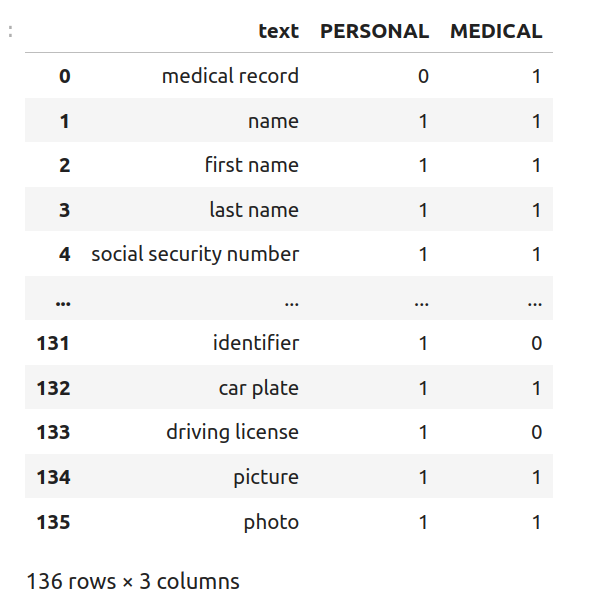 :
text PERSONAL MEDICAL
0 medical record 0 1
1 name 1 1
2 first name 1 1
3 last name 1 1
4 social security number 1 1
... ... ... ...
131 identifier 1 0
132 car plate 1 1
133 driving license 1 0
134 picture 1 1
135 photo 1 1
136 rows × 3 columns